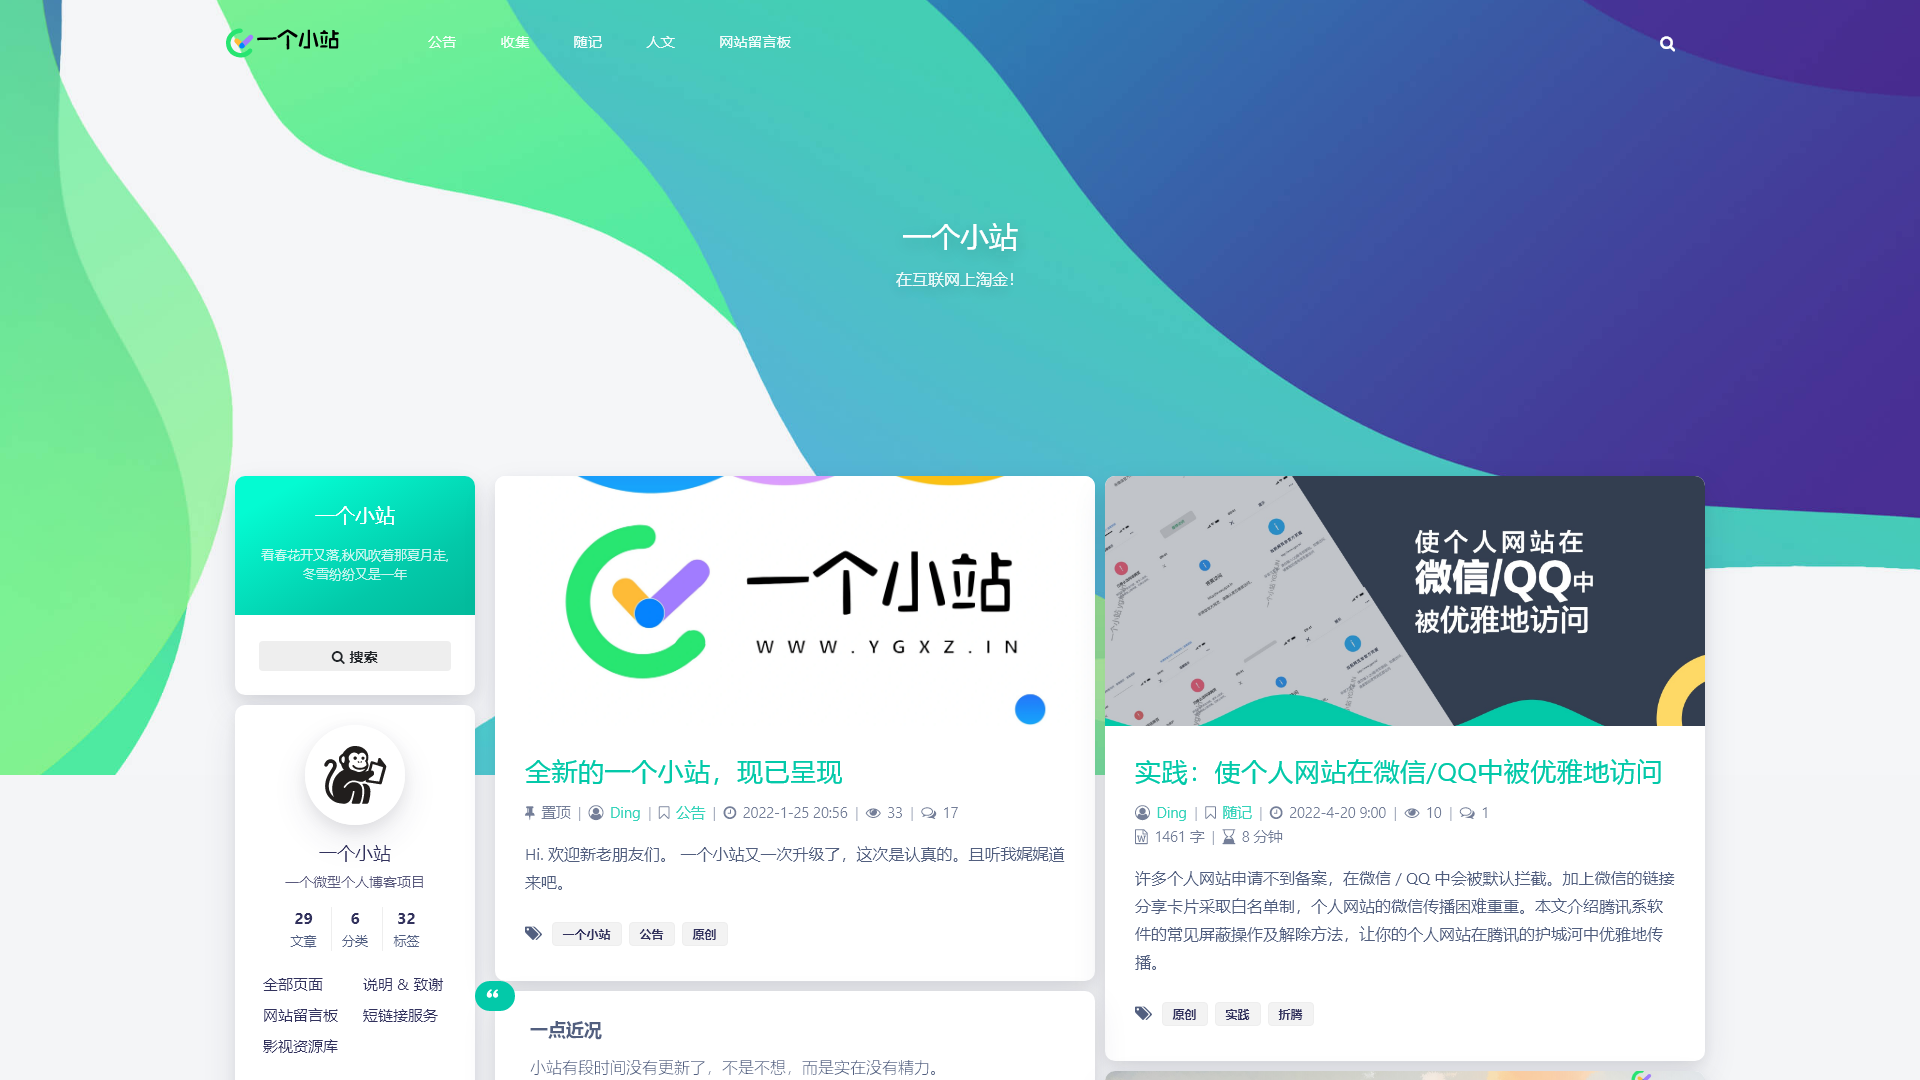 一个小站
公告
收集
随记
人文
网站留言板
一个小站
在互联网上淘金!
一个小站
看春花开又落,秋风吹着那夏月走,
冬雪纷纷又是一年
搜索
一个小站
一个微型个人博客项目
29
文章
6
分类
32
标签
全部页面
说明 & 致谢
网站留言板
短链接服务
影视资源库
一个小站
WWW.YGXZ.IN
全新的一个小站，现已呈现
置顶 | Ding | 公告 | 2022-1-25 20:56 | 33 | 17
Hi. 欢迎新老朋友们。 一个小站又一次升级了，这次是认真的。且听我娓娓道
来吧。
一个小站
公告
原创
“
一点近况
小站有段时间没有更新了，不是不想，而是实在没有精力。
使个人网站在
微信/QQ中
被优雅地访问
实践：使个人网站在微信/QQ中被优雅地访问
Ding | 随记 | 2022-4-20 9:00 | 10 | 1
1461 字 | 8 分钟
许多个人网站申请不到备案，在微信 / QQ 中会被默认拦截。加上微信的链接
分享卡片采取白名单制，个人网站的微信传播困难重重。本文介绍腾讯系软
件的常见屏蔽操作及解除方法，让你的个人网站在腾讯的护城河中优雅地传
播。
原创
实践
折腾